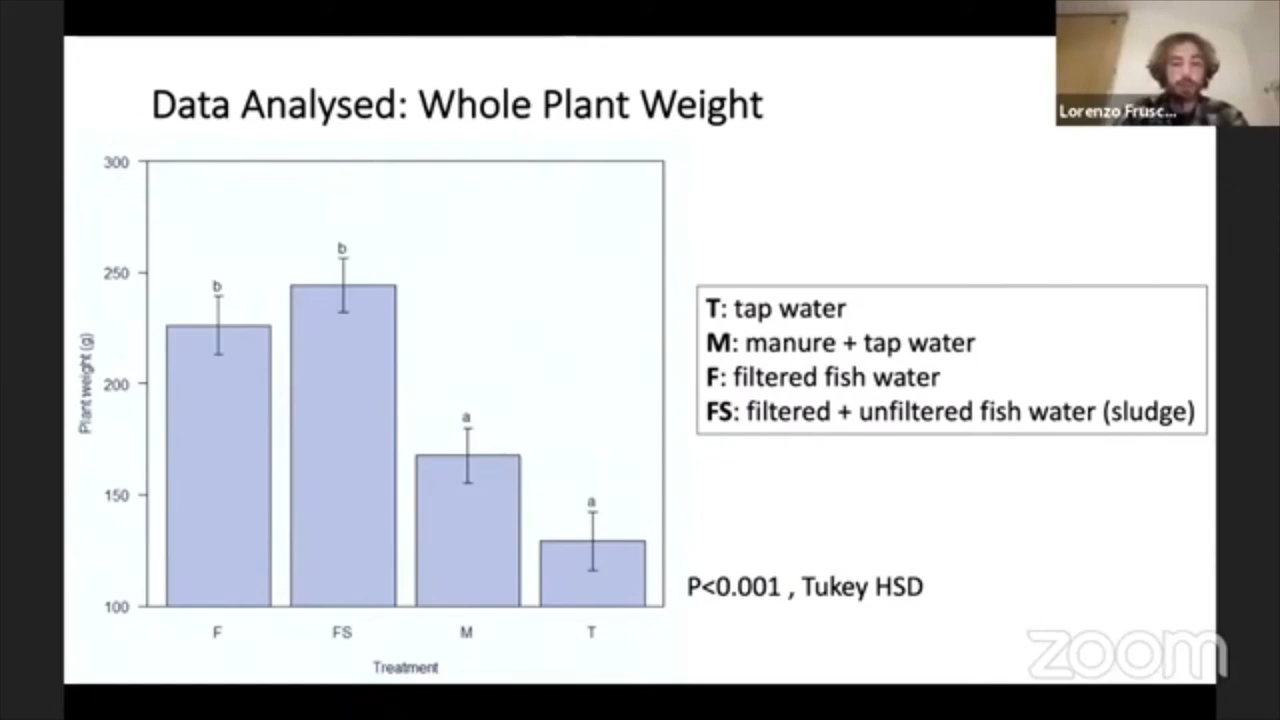 Data Analysed: Whole Plant Weight
Lorenzo Frusc...
300
250
200
150
100
Plant weight (g)
b
b
a
a
F
FS
M
T
Treatment
T: tap water
M: manure + tap water
F: filtered fish water
FS: filtered + unfiltered fish water (sludge)
P<0.001 , Tukey HSD
zoom